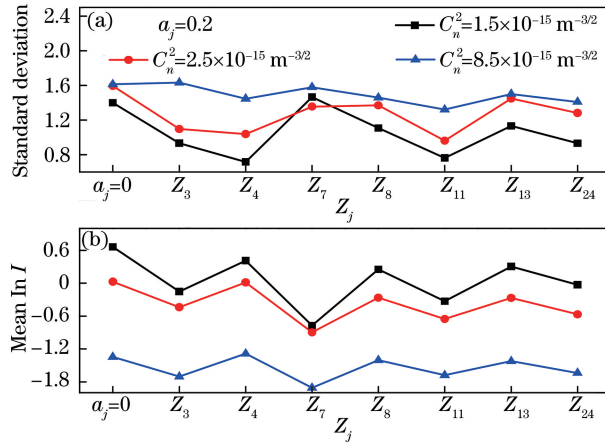 2.4
(a)
a_j=0.2
C_n^2=1.5×10^-15 m^-3/2
2.0
C_n^2=2.5×10^-15 m^-3/2
C_n^2=8.5×10^-15 m^-3/2
1.6
1.2
0.8
Standard deviation
a_j=0 Z_3 Z_4 Z_7 Z_8 Z_11 Z_13 Z_24
Z_j
(b)
0.6
0
-0.6
-1.2
-1.8
Mean ln I
a_j=0 Z_3 Z_4 Z_7 Z_8 Z_11 Z_13 Z_24
Z_j